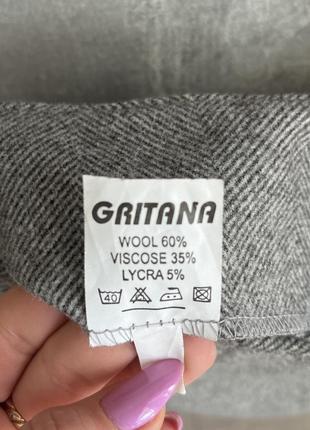 GRITANA
WOOL 60%
VISCOSE 35%
LYCRA 5%
40